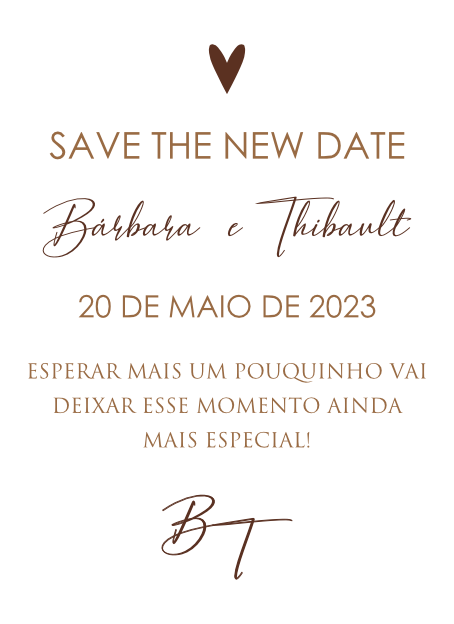 SAVE THE NEW DATE
Bárbara e Thibault
20 DE MAIO DE 2023
ESPERAR MAIS UM POUQUINHO VAI
DEIXAR ESSE MOMENTO AINDA
MAIS ESPECIAL!
BT